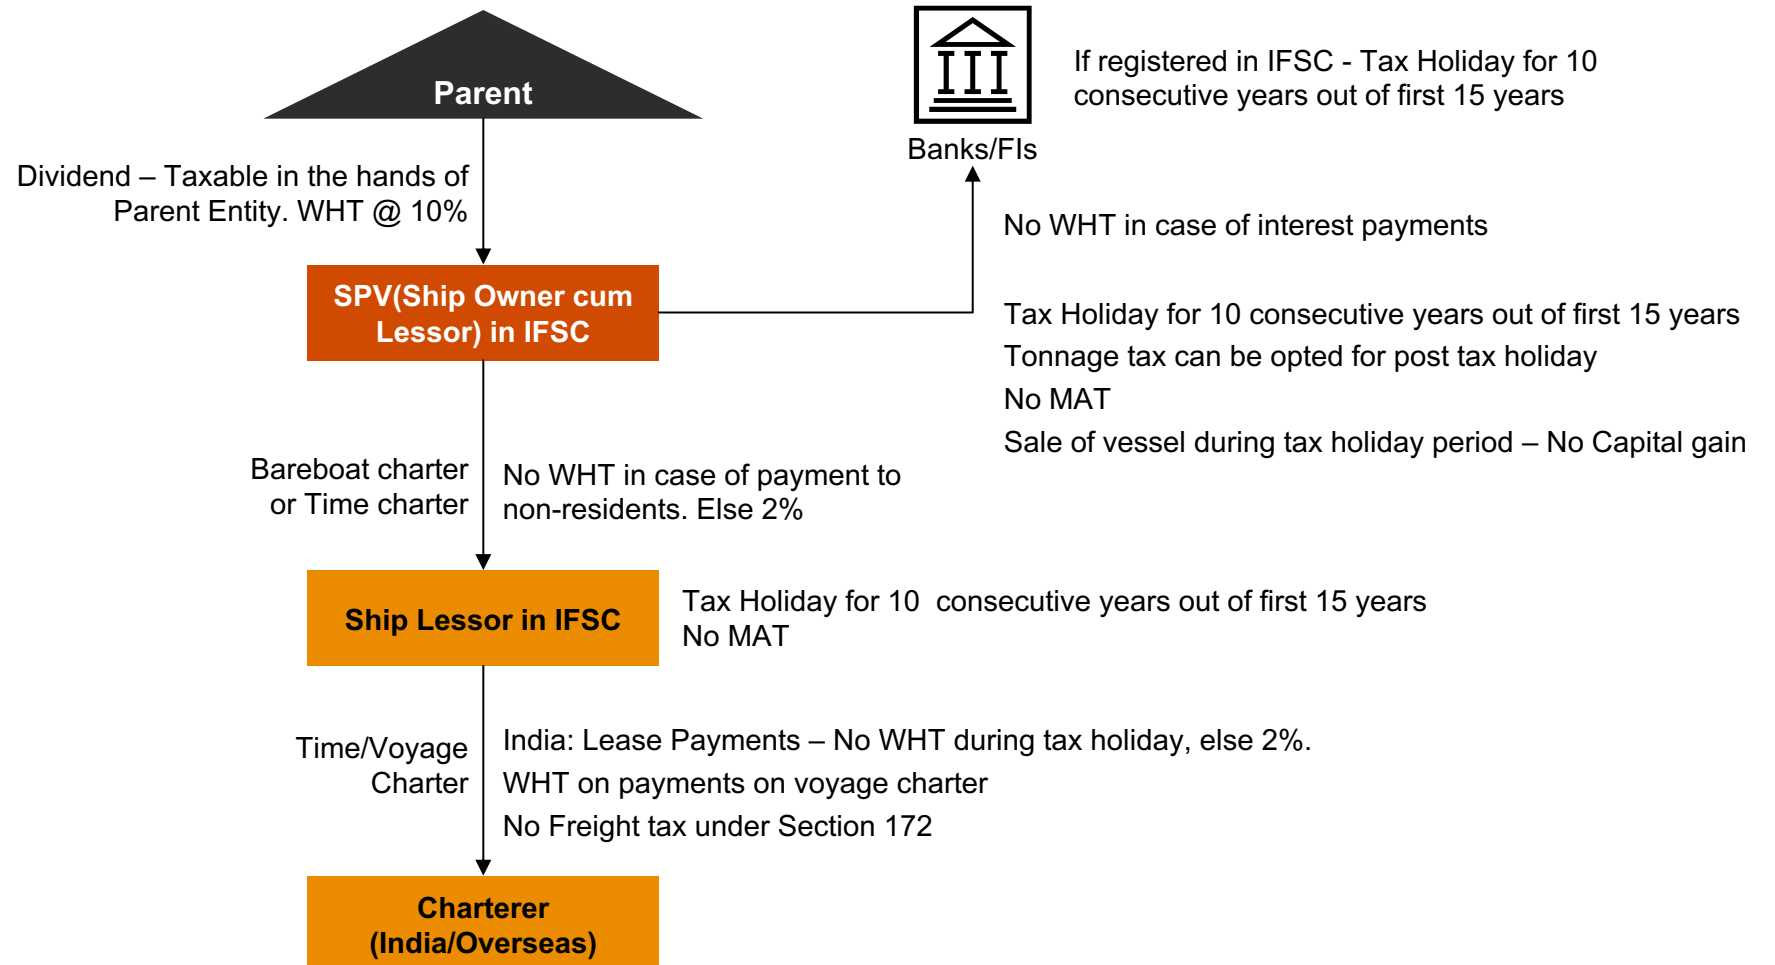 Parent
If registered in IFSC - Tax Holiday for 10
consecutive years out of first 15 years
Banks/FIs
Dividend – Taxable in the hands of
Parent Entity. WHT @ 10%
No WHT in case of interest payments
SPV(Ship Owner cum
Lessor) in IFSC
Tax Holiday for 10 consecutive years out of first 15 years
Tonnage tax can be opted for post tax holiday
No MAT
Sale of vessel during tax holiday period – No Capital gain
Bareboat charter
or Time charter
No WHT in case of payment to
non-residents. Else 2%
Ship Lessor in IFSC
Tax Holiday for 10  consecutive years out of first 15 years
No MAT
Time/Voyage
Charter
India: Lease Payments – No WHT during tax holiday, else 2%.
WHT on payments on voyage charter
No Freight tax under Section 172
Charterer
(India/Overseas)